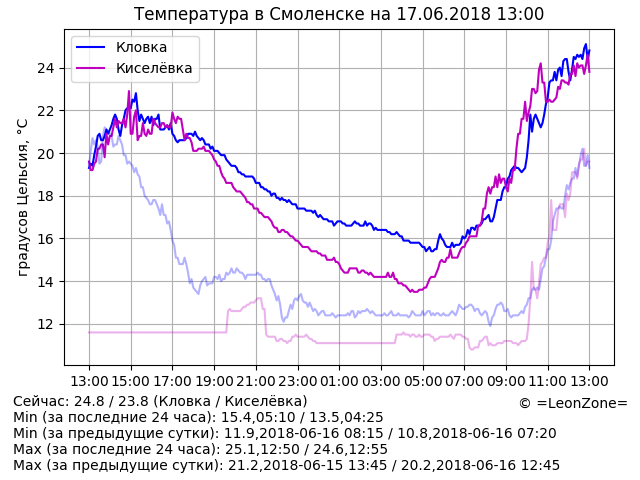 Температура в Смоленске на 17.06.2018 13:00
Кловка
Киселёвка
градусов Цельсия, °C
24
22
20
18
16
14
12
13:00 15:00 17:00 19:00 21:00 23:00 01:00 03:00 05:00 07:00 09:00 11:00 13:00
Сейчас: 24.8 / 23.8 (Кловка / Киселёвка)
© =LeonZone=
Min (за последние 24 часа): 15.4,05:10 / 13.5,04:25
Min (за предыдущие сутки): 11.9,2018-06-16 08:15 / 10.8,2018-06-16 07:20
Max (за последние 24 часа): 25.1,12:50 / 24.6,12:55
Max (за предыдущие сутки): 21.2,2018-06-15 13:45 / 20.2,2018-06-16 12:45